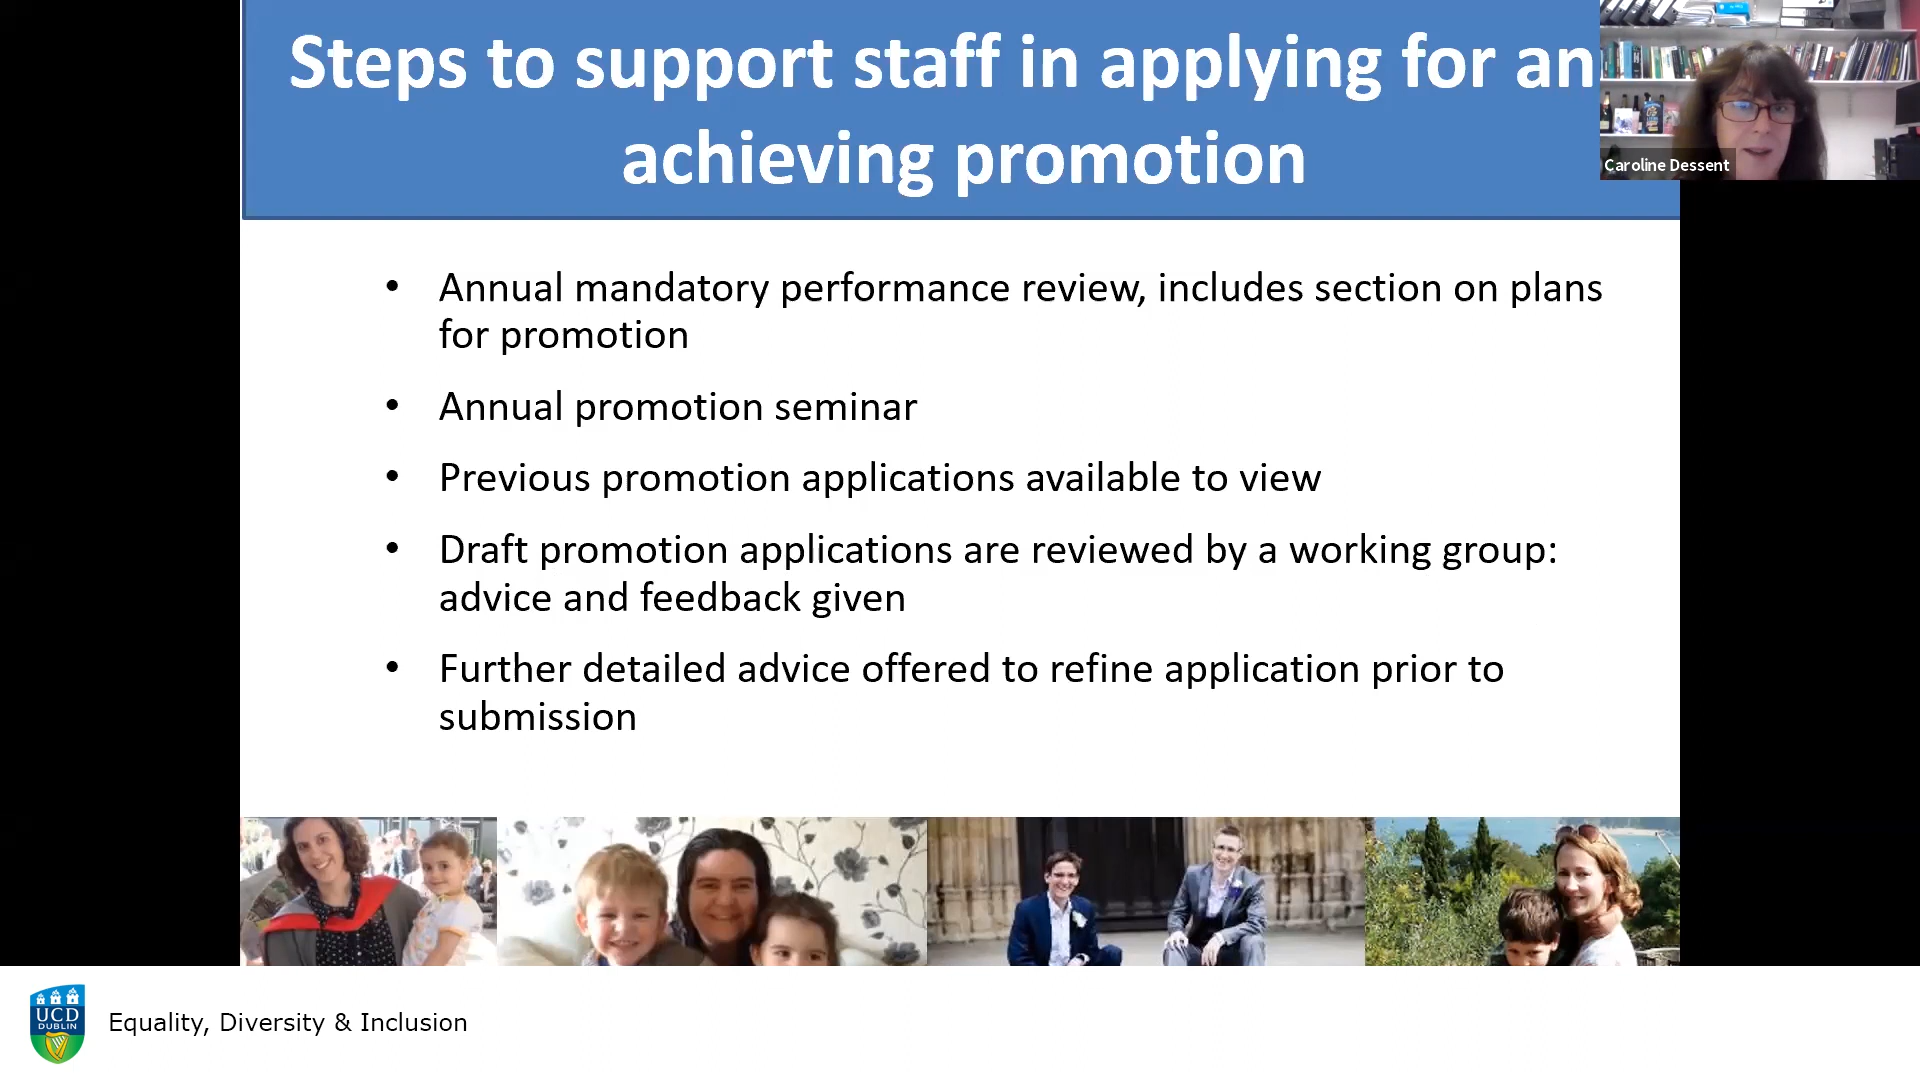 Steps to support staff in applying for an
achieving promotion
Caroline Dessent
• Annual mandatory performance review, includes section on plans
for promotion
• Annual promotion seminar
• Previous promotion applications available to view
• Draft promotion applications are reviewed by a working group:
advice and feedback given
• Further detailed advice offered to refine application prior to
submission
UCD
DUBLIN
Equality, Diversity & Inclusion